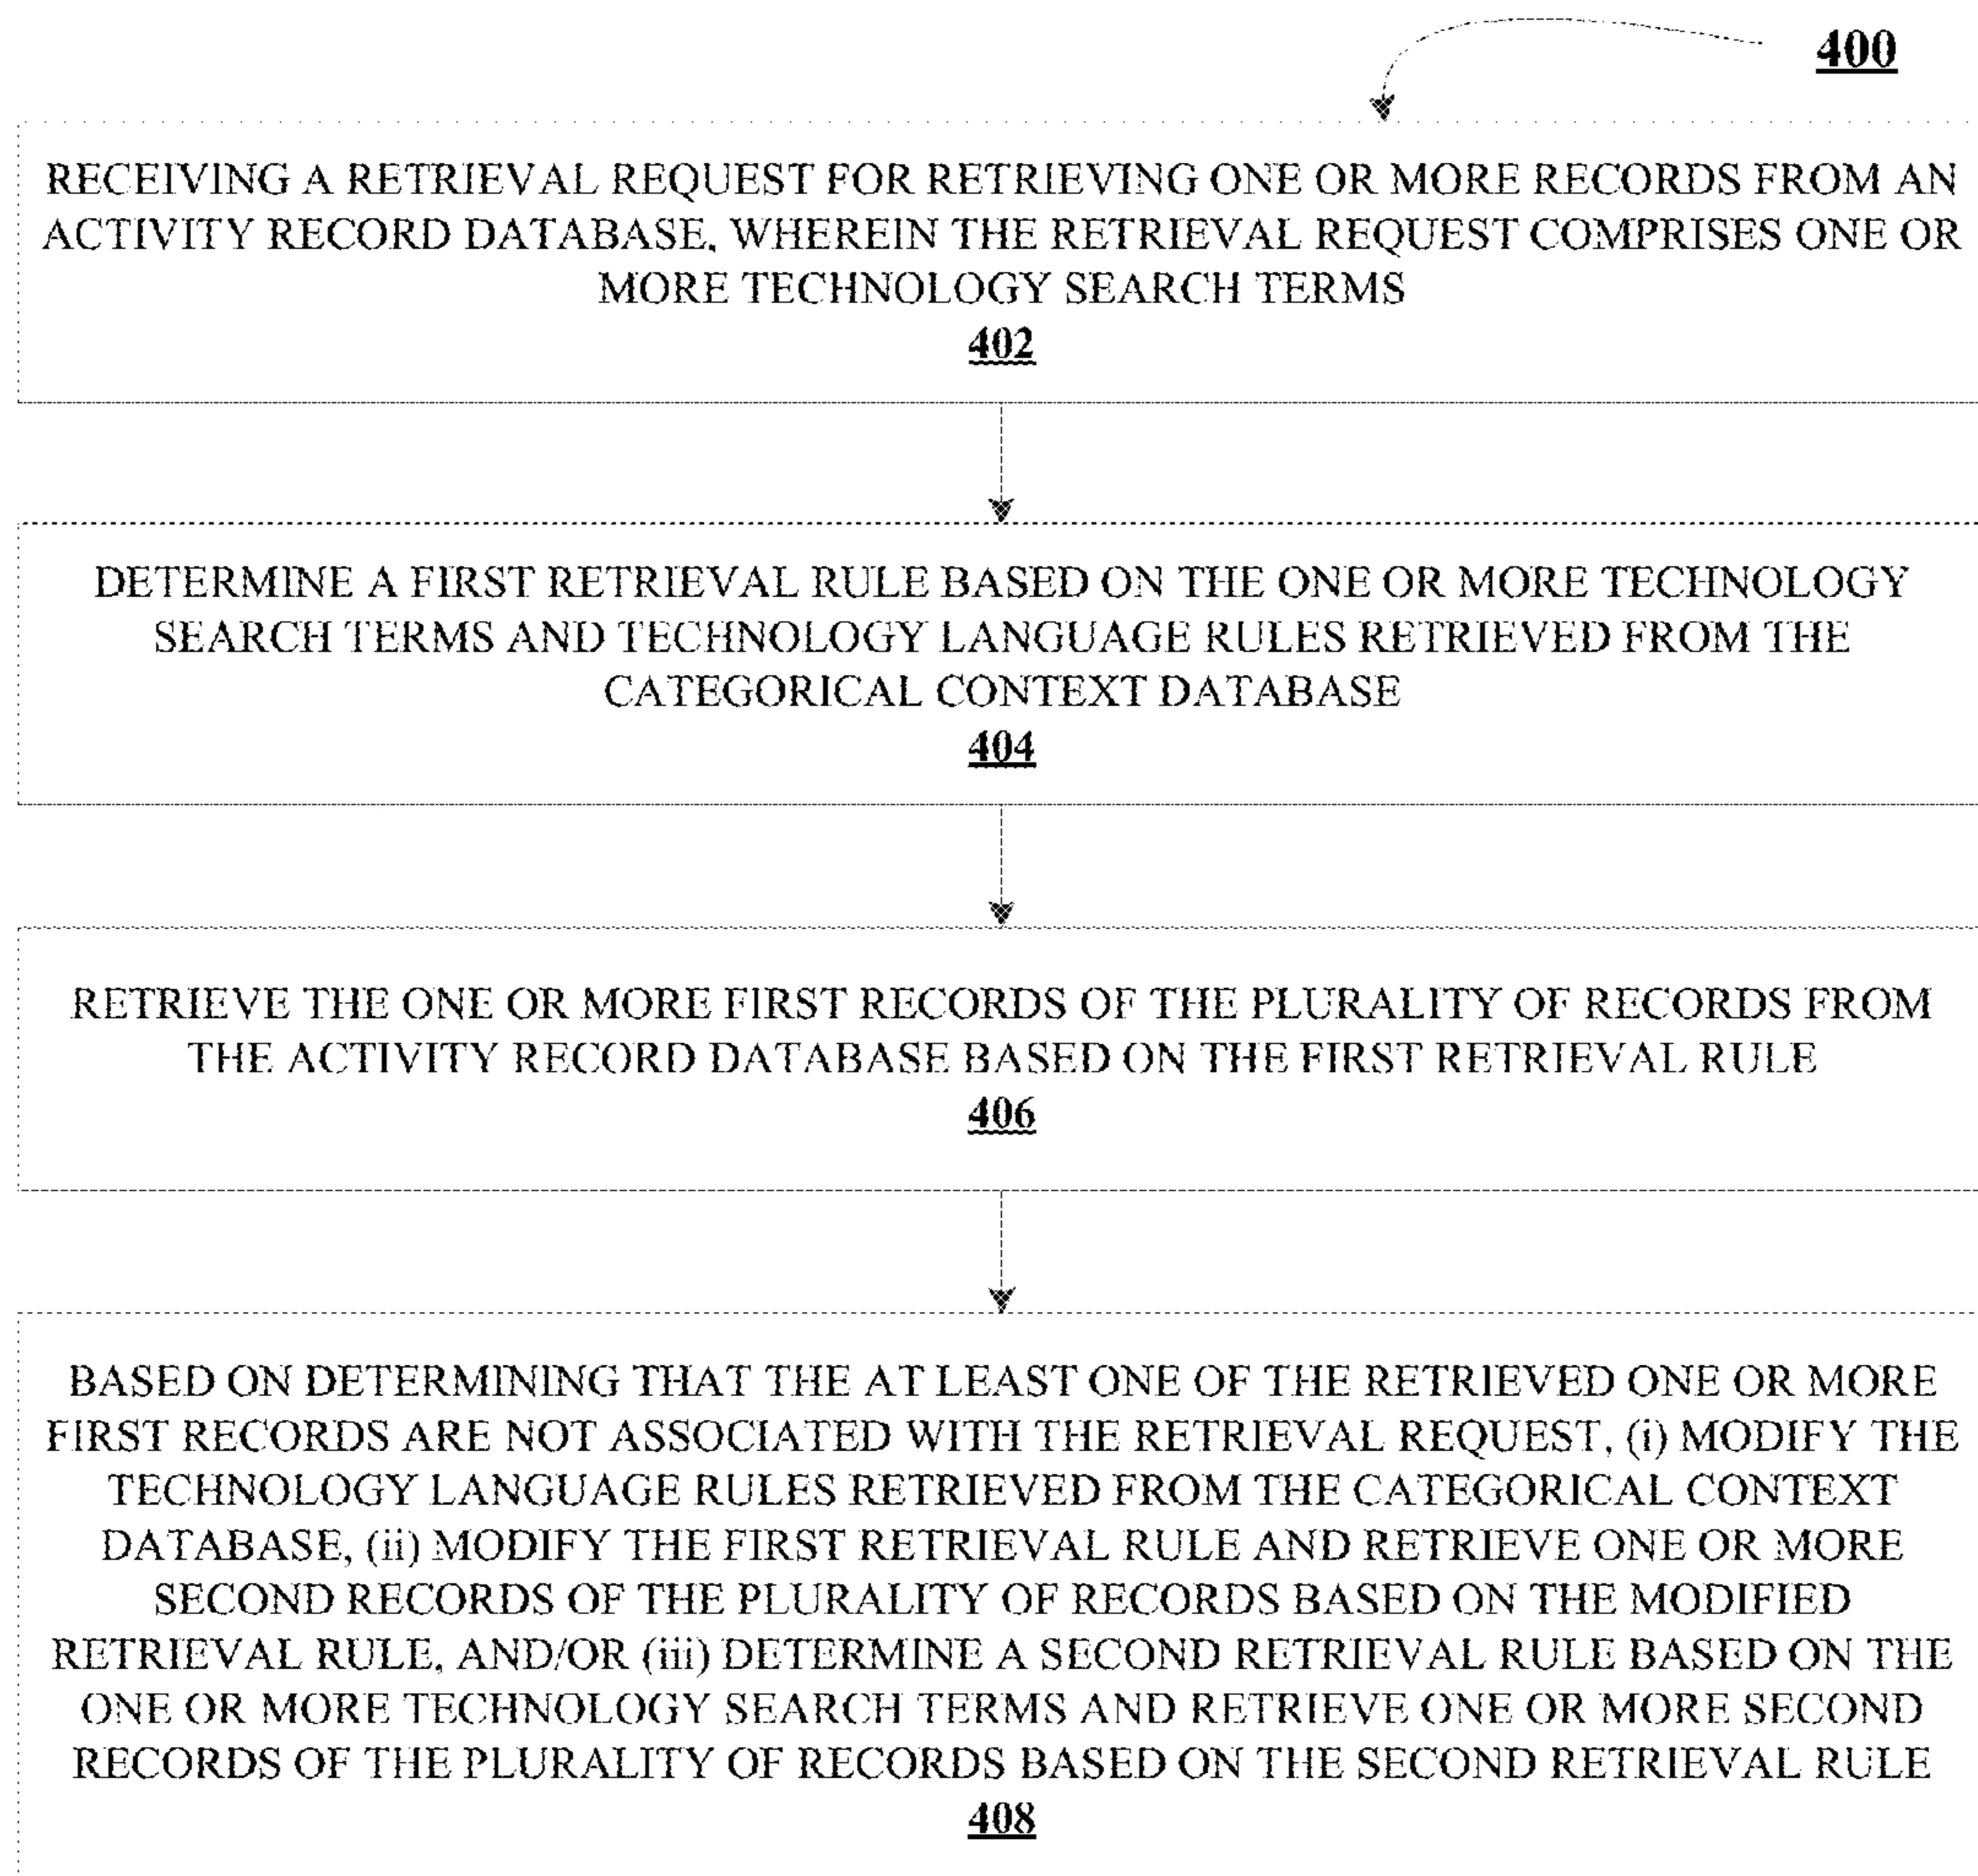 400
RECEIVING A RETRIEVAL REQUEST FOR RETRIEVING ONE OR MORE RECORDS FROM AN
ACTIVITY RECORD DATABASE, WHEREIN THE RETRIEVAL REQUEST COMPRISES ONE OR
MORE TECHNOLOGY SEARCH TERMS
402
DETERMINE A FIRST RETRIEVAL RULE BASED ON THE ONE OR MORE TECHNOLOGY
SEARCH TERMS AND TECHNOLOGY LANGUAGE RULES RETRIEVED FROM THE
CATEGORICAL CONTEXT DATABASE
404
RETRIEVE THE ONE OR MORE FIRST RECORDS OF THE PLURALITY OF RECORDS FROM
THE ACTIVITY RECORD DATABASE BASED ON THE FIRST RETRIEVAL RULE
406
BASED ON DETERMINING THAT THE AT LEAST ONE OF THE RETRIEVED ONE OR MORE
FIRST RECORDS ARE NOT ASSOCIATED WITH THE RETRIEVAL REQUEST, (i) MODIFY THE
TECHNOLOGY LANGUAGE RULES RETRIEVED FROM THE CATEGORICAL CONTEXT
DATABASE, (ii) MODIFY THE FIRST RETRIEVAL RULE AND RETRIEVE ONE OR MORE
SECOND RECORDS OF THE PLURALITY OF RECORDS BASED ON THE MODIFIED
RETRIEVAL RULE, AND/OR (iii) DETERMINE A SECOND RETRIEVAL RULE BASED ON THE
ONE OR MORE TECHNOLOGY SEARCH TERMS AND RETRIEVE ONE OR MORE SECOND
RECORDS OF THE PLURALITY OF RECORDS BASED ON THE SECOND RETRIEVAL RULE
408